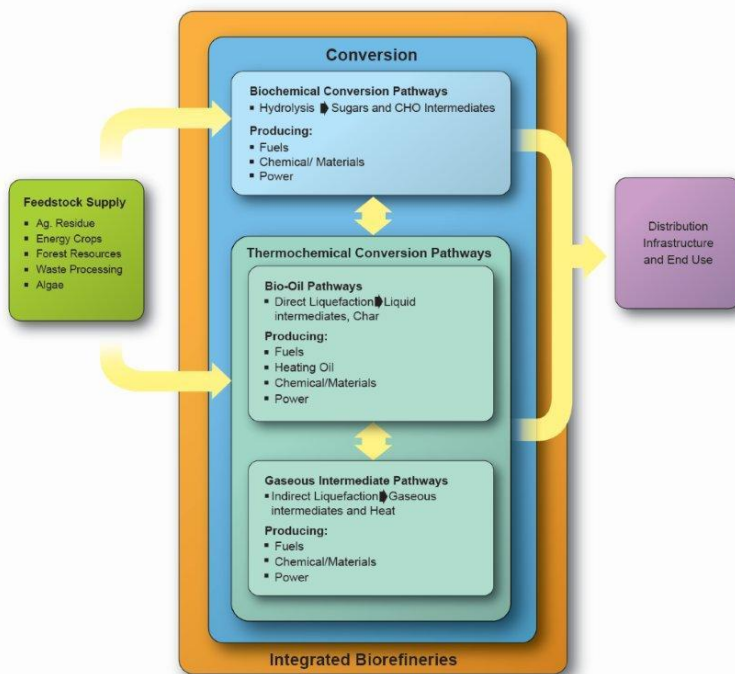 Conversion
Biochemical Conversion Pathways
▪ Hydrolysis ➧ Sugars and CHO Intermediates
Producing:
▪ Fuels
▪ Chemical/ Materials
▪ Power
Feedstock Supply
▪ Ag. Residue
▪ Energy Crops
▪ Forest Resources
▪ Waste Processing
▪ Algae
Thermochemical Conversion Pathways
Bio-Oil Pathways
▪ Direct Liquefaction➧Liquid
intermediates, Char
Producing:
▪ Fuels
▪ Heating Oil
▪ Chemical/Materials
▪ Power
Gaseous Intermediate Pathways
▪ Indirect Liquefaction➧Gaseous
intermediates and Heat
Producing:
▪ Fuels
▪ Chemical/Materials
▪ Power
Distribution
Infrastructure
and End Use
Integrated Biorefineries